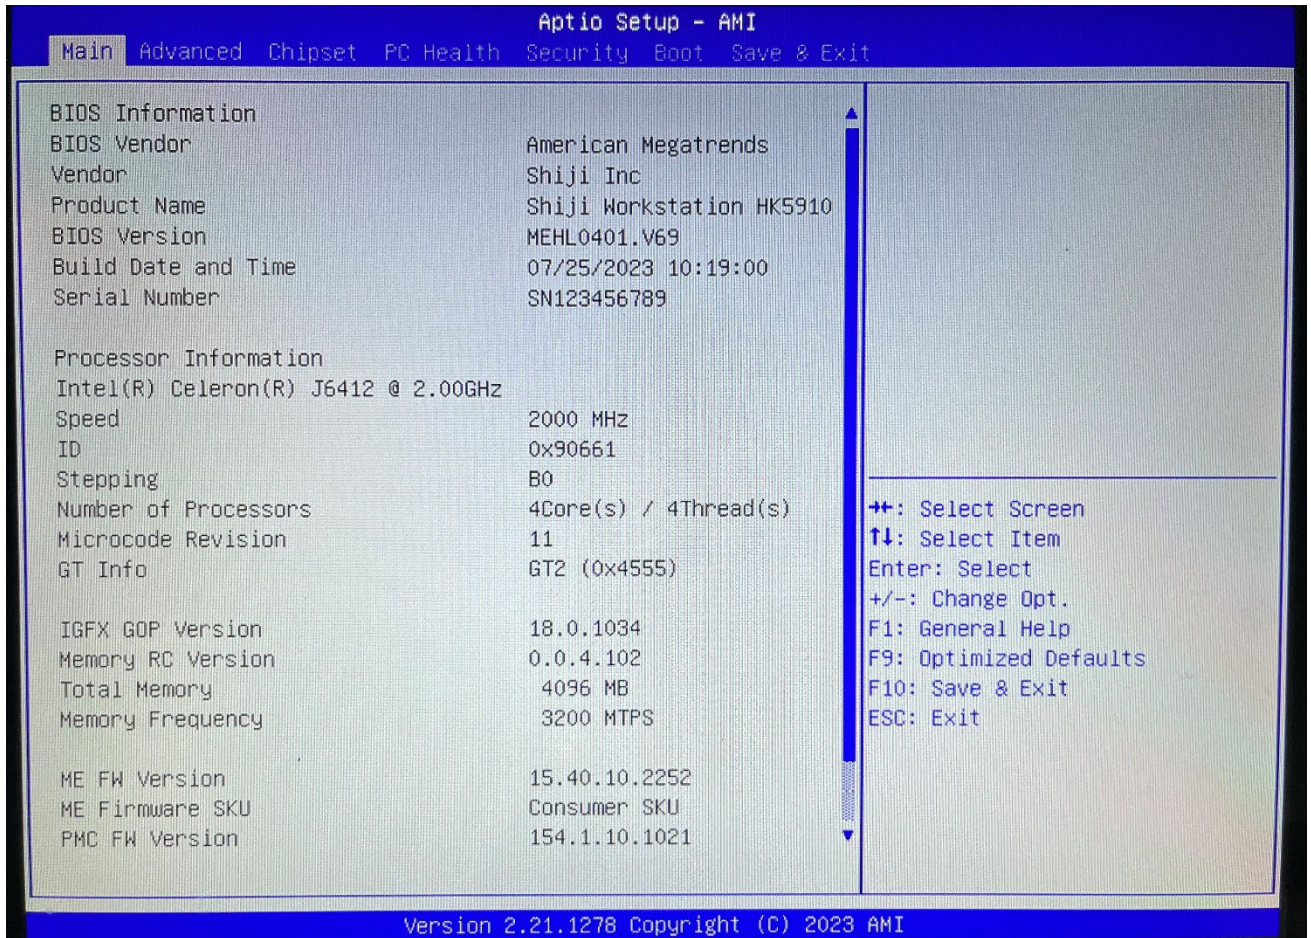 Aptio Setup - AMI
Main Advanced Chipset PC Health Security Boot Save & Exit
BIOS Information
BIOS Vendor American Megatrends
Vendor Shiji Inc
Product Name Shiji Workstation HK5910
BIOS Version MEHL0401.V69
Build Date and Time 07/25/2023 10:19:00
Serial Number SN123456789
Processor Information
Intel(R) Celeron(R) J6412 @ 2.00GHz
Speed 2000 MHz
ID 0x90661
Stepping B0
Number of Processors 4Core(s) / 4Thread(s)
Microcode Revision 11
GT Info GT2 (0x4555)
IGFX GOP Version 18.0.1034
Memory RC Version 0.0.4.102
Total Memory 4096 MB
Memory Frequency 3200 MTPS
ME FW Version 15.40.10.2252
ME Firmware SKU Consumer SKU
PMC FW Version 154.1.10.1021
→←: Select Screen
↑↓: Select Item
Enter: Select
+/-: Change Opt.
F1: General Help
F9: Optimized Defaults
F10: Save & Exit
ESC: Exit
Version 2.21.1278 Copyright (C) 2023 AMI